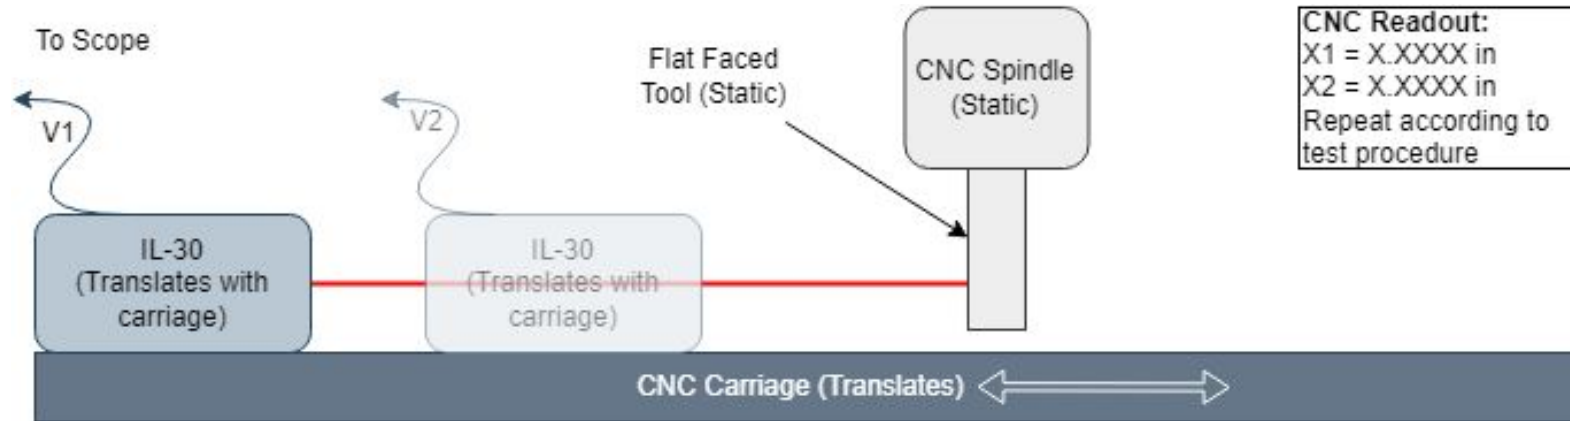 To Scope
V1
V2
Flat Faced
Tool (Static)
CNC Spindle
(Static)
CNC Readout:
X1 = X.XXXX in
X2 = X.XXXX in
Repeat according to
test procedure
IL-30
(Translates with
carriage)
IL-30
(Translates with
carriage)
CNC Carriage (Translates)